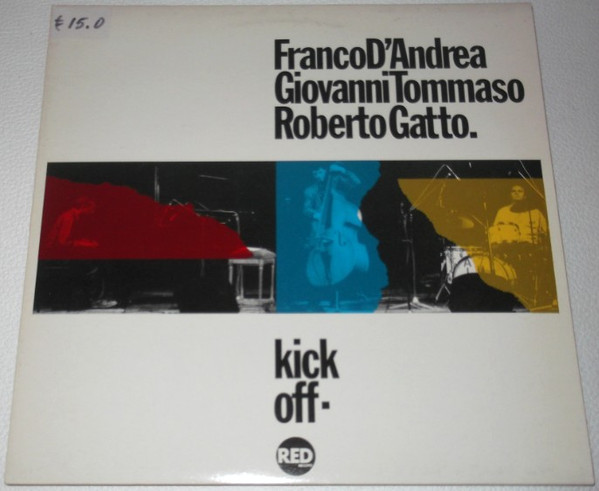 € 15.0
FrancoD'Andrea
GiovanniTommaso
RobertoGatto.
kick
off·
RED